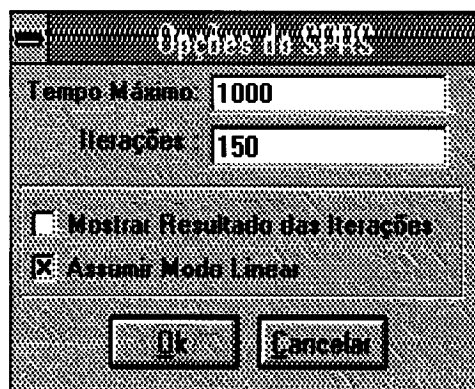 Opções do SPRS
Tempo Máximo: 1000
Iterações: 150
Mostrar Resultado das Iterações
Assumir Modo Linear
Ok Cancelar